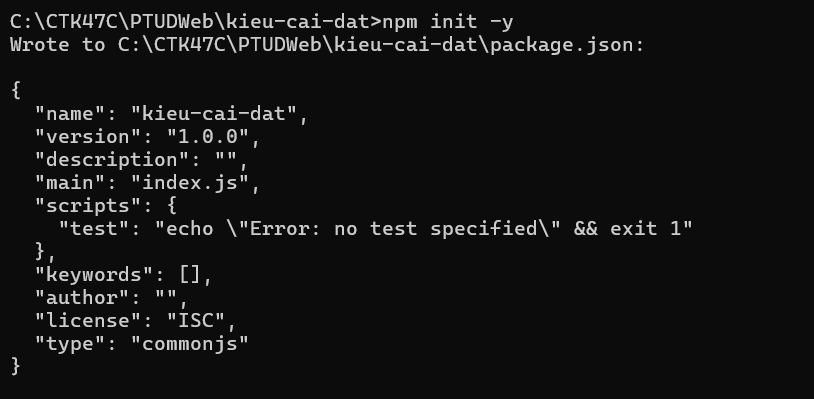 C:\CTK47C\PTUDWeb\kieu-cai-dat>npm init -y
Wrote to C:\CTK47C\PTUDWeb\kieu-cai-dat\package.json:

{
  "name": "kieu-cai-dat",
  "version": "1.0.0",
  "description": "",
  "main": "index.js",
  "scripts": {
    "test": "echo \"Error: no test specified\" && exit 1"
  },
  "keywords": [],
  "author": "",
  "license": "ISC",
  "type": "commonjs"
}